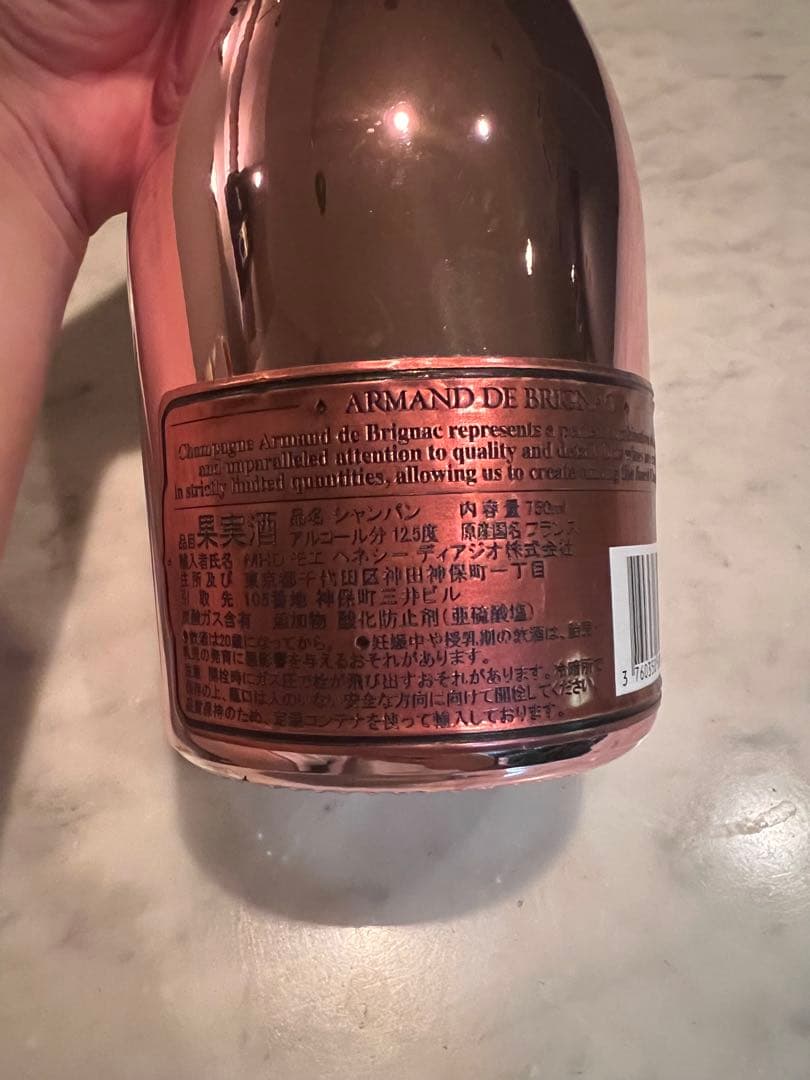 ARMAND DE BRIGNAC
Champagne Armand de Brignac represents a
and unparalleled attention to quality and
in strictly limited quantities, allowing us to create
品目 果実酒 品名 シャンパン 内容量 750ml
アルコール分 12.5度 原産国名 フランス
輸入者氏名 MHD モエ ヘネシー ディアジオ株式会社
住所及び 東京都千代田区神田神保町一丁目
引取先 105番地 神保町三井ビル
炭酸ガス含有 添加物 酸化防止剤(亜硫酸塩)
飲酒は20歳になってから。 ●妊娠中や授乳期の飲酒は、胎児・
乳児の発育に悪影響を与えるおそれがあります。
注意 開栓時にガス圧で栓が飛び出すおそれがあります。冷暗所で
保存の上、瓶口は人のいない安全な方向に向けて開栓してください
品質保持のため、定温コンテナを使って輸入しております。
3 760350